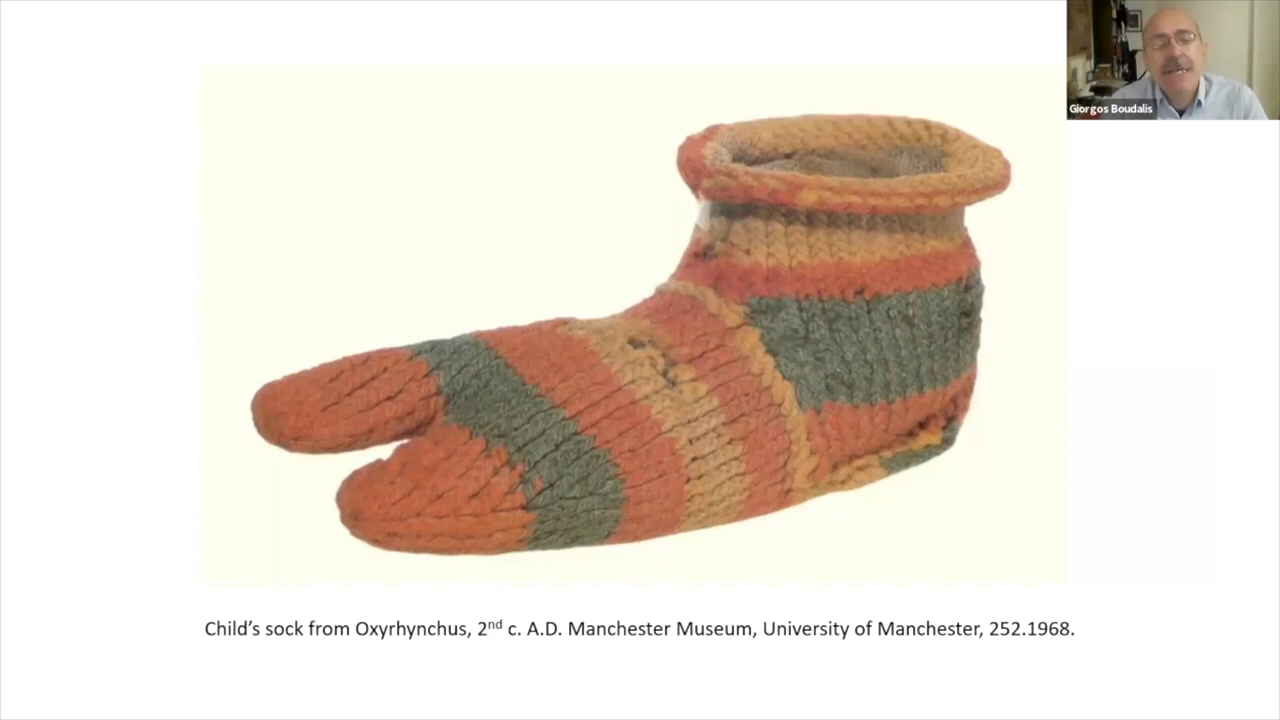 Giorgos Boudalis
Child’s sock from Oxyrhynchus, 2nd c. A.D. Manchester Museum, University of Manchester, 252.1968.